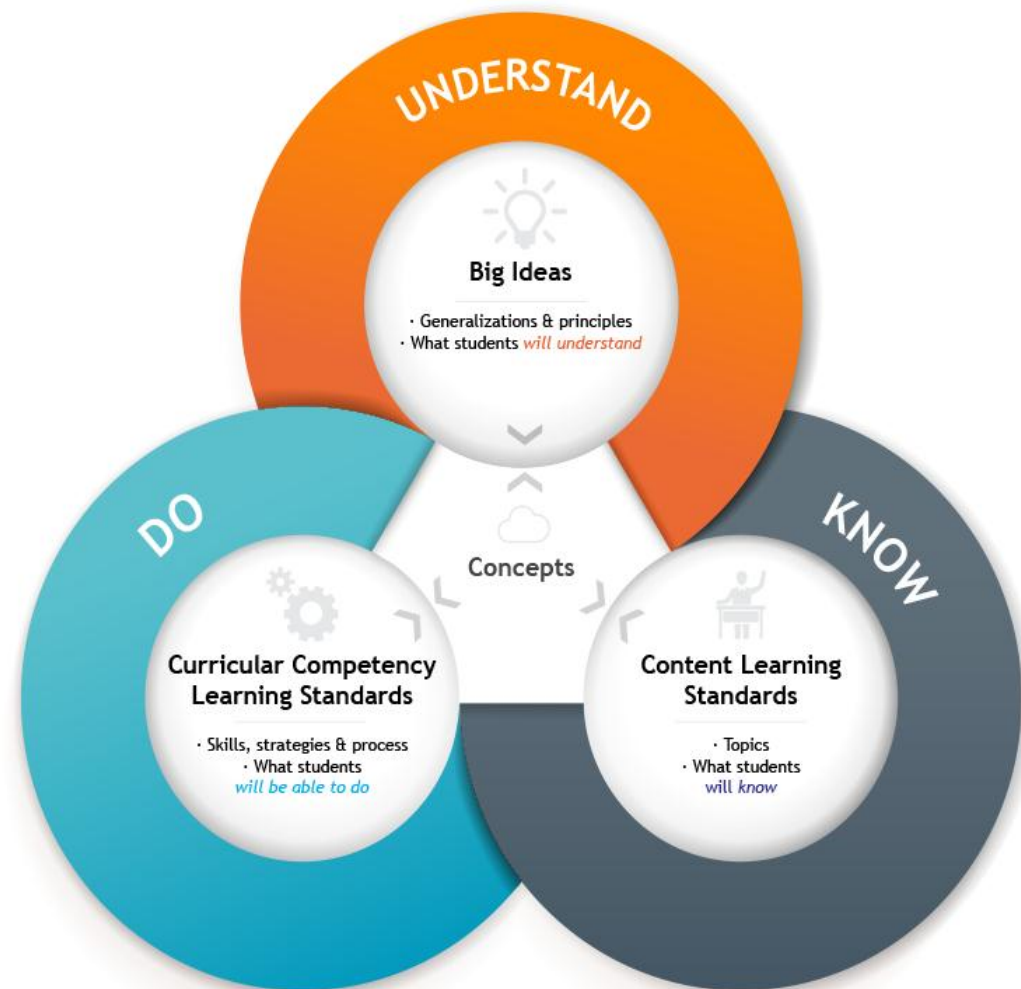 UNDERSTAND
Big Ideas
· Generalizations & principles
· What students will understand
DO
KNOW
Concepts
Curricular Competency
Learning Standards
· Skills, strategies & process
· What students
will be able to do
Content Learning
Standards
· Topics
· What students
will know